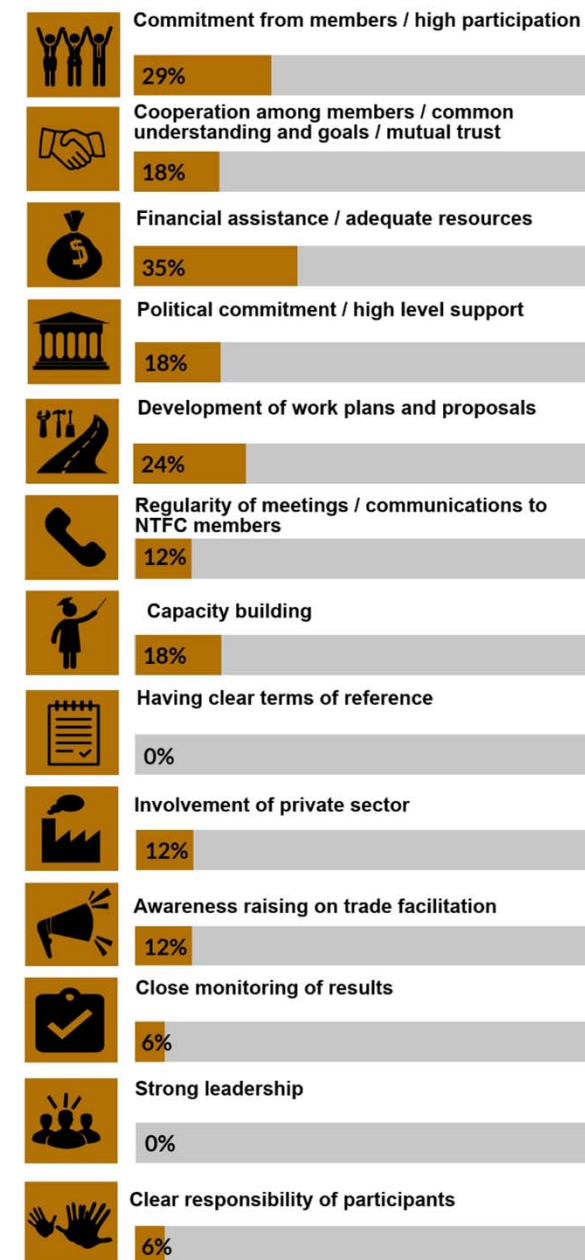 Commitment from members / high participation
29%
Cooperation among members / common
understanding and goals / mutual trust
18%
$
Financial assistance / adequate resources
35%
Political commitment / high level support
18%
Development of work plans and proposals
24%
Regularity of meetings / communications to
NTFC members
12%
Capacity building
18%
Having clear terms of reference
0%
Involvement of private sector
12%
Awareness raising on trade facilitation
12%
Close monitoring of results
6%
Strong leadership
0%
Clear responsibility of participants
6%